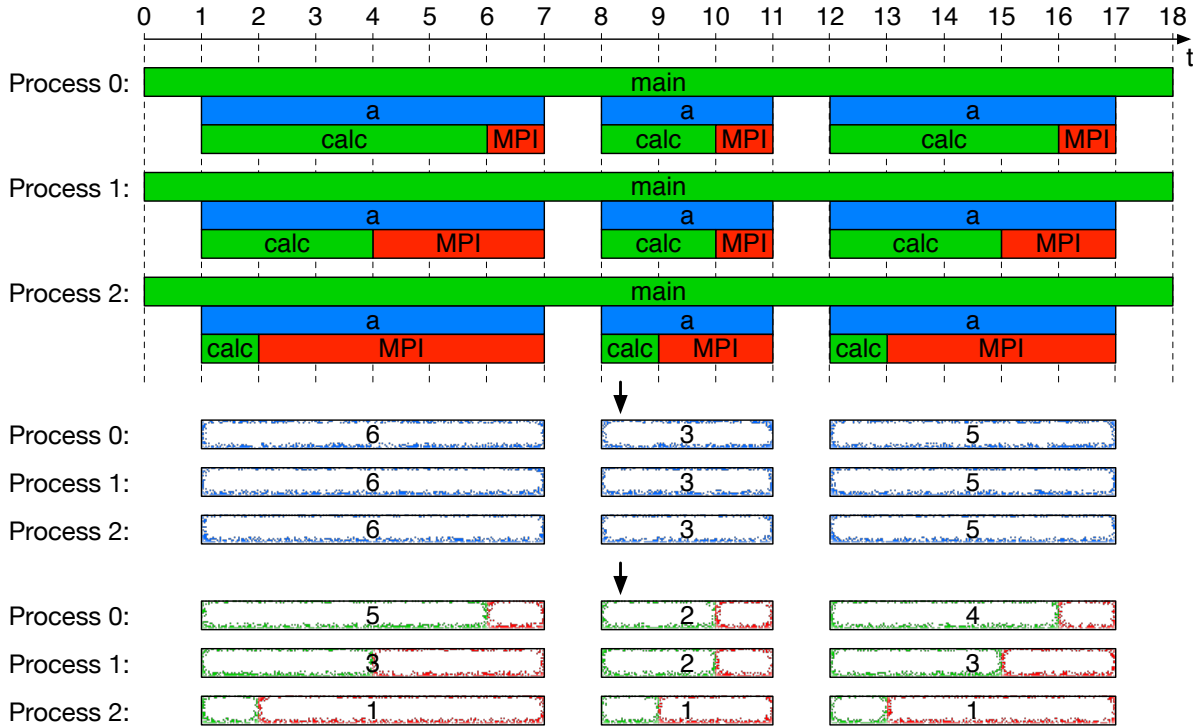 0 1 2 3 4 5 6 7 8 9 10 11 12 13 14 15 16 17 18
t
Process 0: main
a a a
calc MPI calc MPI calc MPI
Process 1: main
a a a
calc MPI calc MPI calc MPI
Process 2: main
a a a
calc MPI calc MPI calc MPI
Process 0: 6 3 5
Process 1: 6 3 5
Process 2: 6 3 5
Process 0: 5 2 4
Process 1: 3 2 3
Process 2: 1 1 1